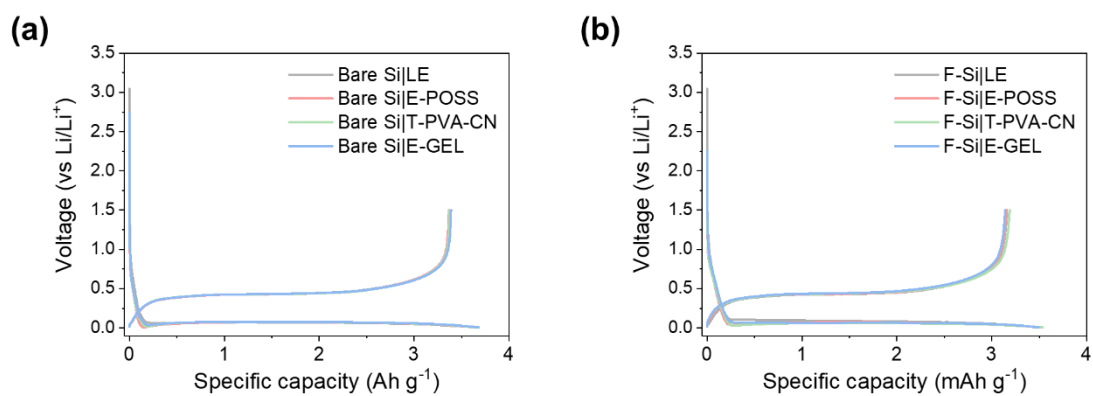 (a)
3.5
3.0
2.5
2.0
1.5
1.0
0.5
0.0
Voltage (vs Li/Li⁺)
Bare Si|LE
Bare Si|E-POSS
Bare Si|T-PVA-CN
Bare Si|E-GEL
0 1 2 3 4
Specific capacity (Ah g⁻¹)
(b)
3.5
3.0
2.5
2.0
1.5
1.0
0.5
0.0
Voltage (vs Li/Li⁺)
F-Si|LE
F-Si|E-POSS
F-Si|T-PVA-CN
F-Si|E-GEL
0 1 2 3 4
Specific capacity (mAh g⁻¹)